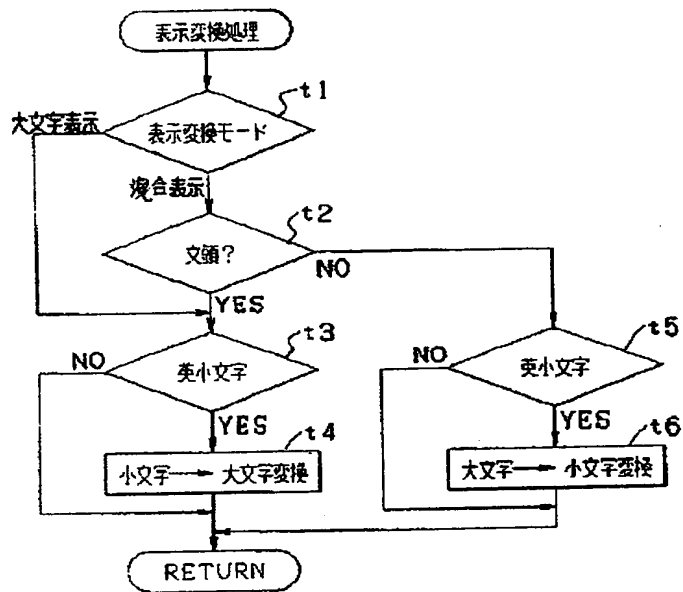 表示変換処理
t1
大文字表示
表示変換モード
混合表示
t2
文頭?
NO
YES
t3
t5
NO
英小文字
NO
英小文字
YES
t4
YES
t6
小文字→大文字変換
大文字→小文字変換
RETURN